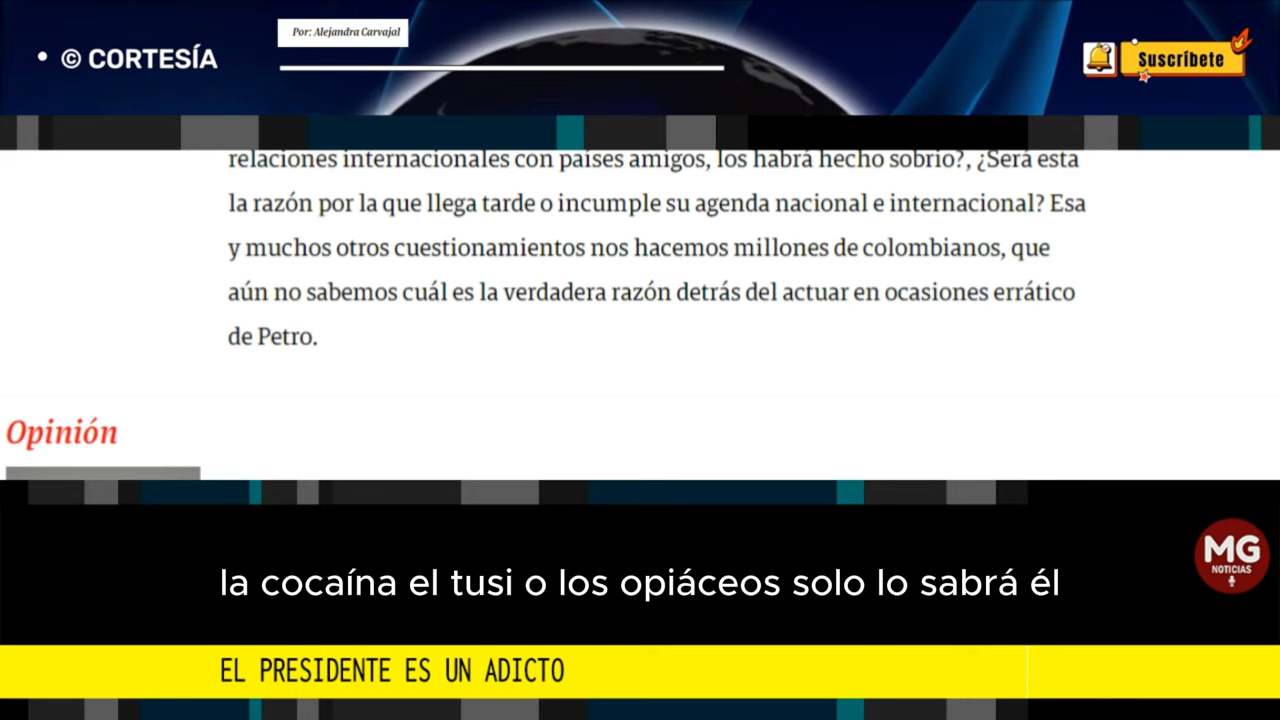 Por: Alejandra Carvajal
• © CORTESÍA
Suscríbete
relaciones internacionales con países amigos, los habrá hecho sobrio?, ¿Será esta
la razón por la que llega tarde o incumple su agenda nacional e internacional? Esa
y muchos otros cuestionamientos nos hacemos millones de colombianos, que
aún no sabemos cuál es la verdadera razón detrás del actuar en ocasiones errático
de Petro.
Opinión
MG
NOTICIAS
la cocaína el tusi o los opiáceos solo lo sabrá él
EL PRESIDENTE ES UN ADICTO